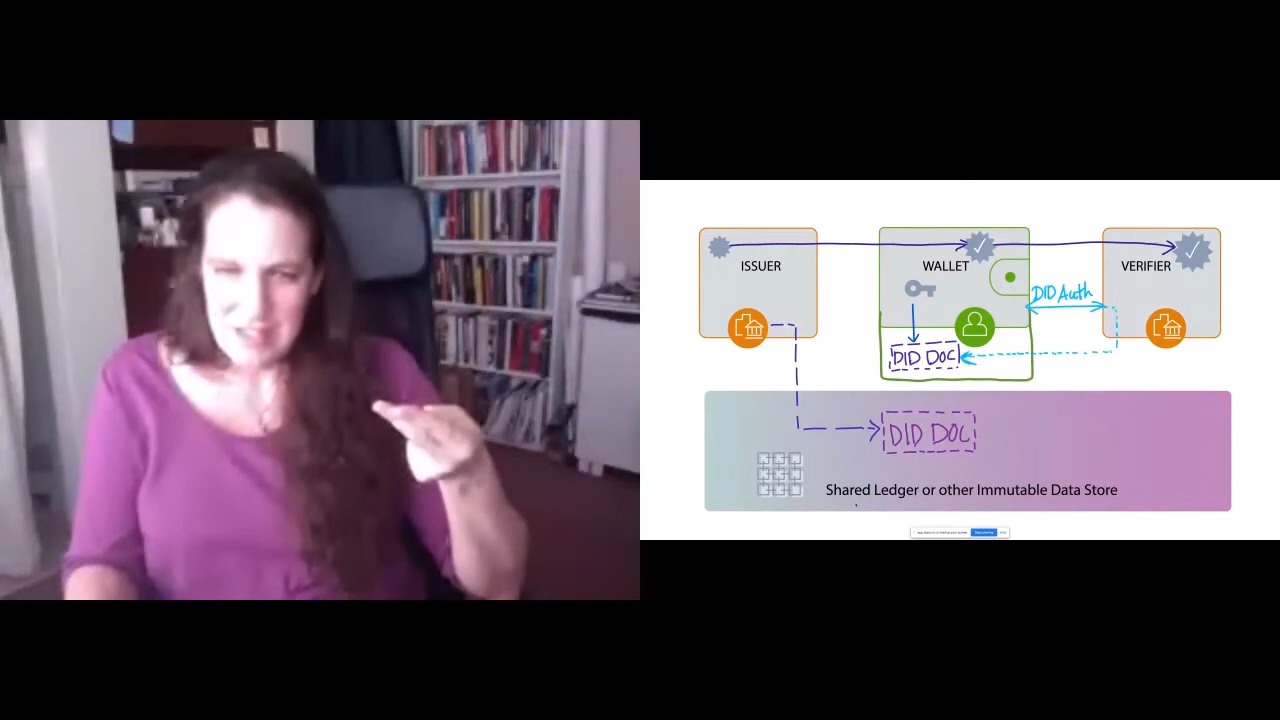 ISSUER
WALLET
VERIFIER
DID Auth
DID DOC
DID DOC
Shared Ledger or other Immutable Data Store